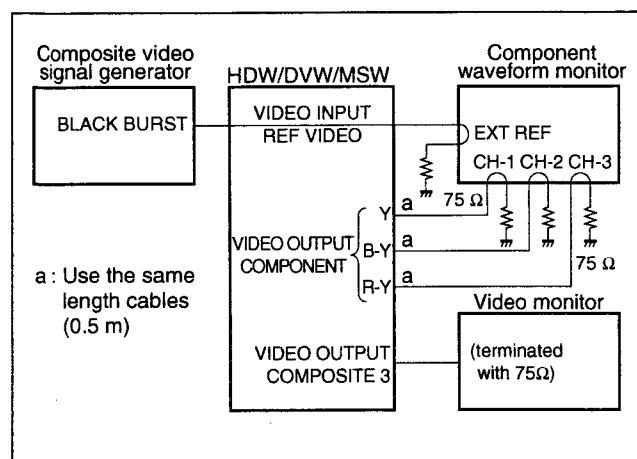 Composite video
signal generator
BLACK BURST
HDW/DVW/MSW
VIDEO INPUT
REF VIDEO
Component
waveform monitor
EXT REF
CH-1 CH-2 CH-3
75 Ω
75 Ω
Y a
VIDEO OUTPUT
COMPONENT
B-Y a
R-Y a
a : Use the same
length cables
(0.5 m)
VIDEO OUTPUT
COMPOSITE 3
Video monitor
(terminated
with 75Ω)